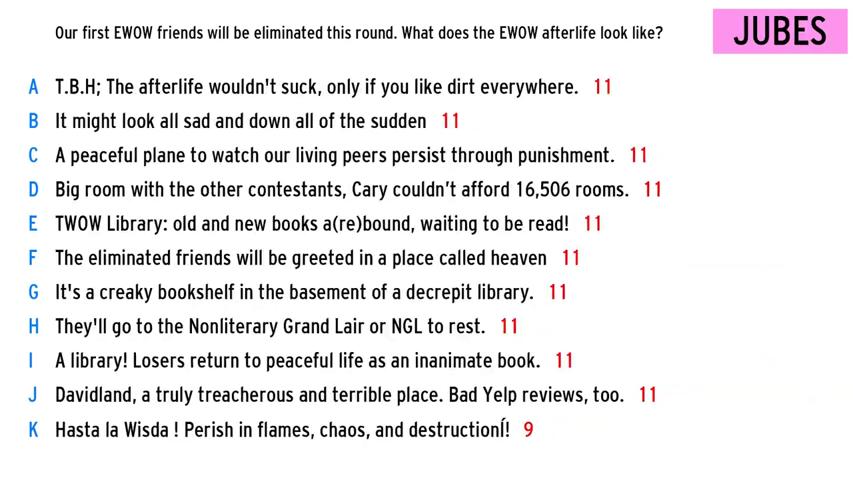 Our first EWOW friends will be eliminated this round. What does the EWOW afterlife look like?
JUBES
A T.B.H; The afterlife wouldn't suck, only if you like dirt everywhere. 11
B It might look all sad and down all of the sudden 11
C A peaceful plane to watch our living peers persist through punishment. 11
D Big room with the other contestants, Cary couldn’t afford 16,506 rooms. 11
E TWOW Library: old and new books a(re)bound, waiting to be read! 11
F The eliminated friends will be greeted in a place called heaven 11
G It's a creaky bookshelf in the basement of a decrepit library. 11
H They'll go to the Nonliterary Grand Lair or NGL to rest. 11
I A library! Losers return to peaceful life as an inanimate book. 11
J Davidland, a truly treacherous and terrible place. Bad Yelp reviews, too. 11
K Hasta la Wisda ! Perish in flames, chaos, and destructionÍ! 9